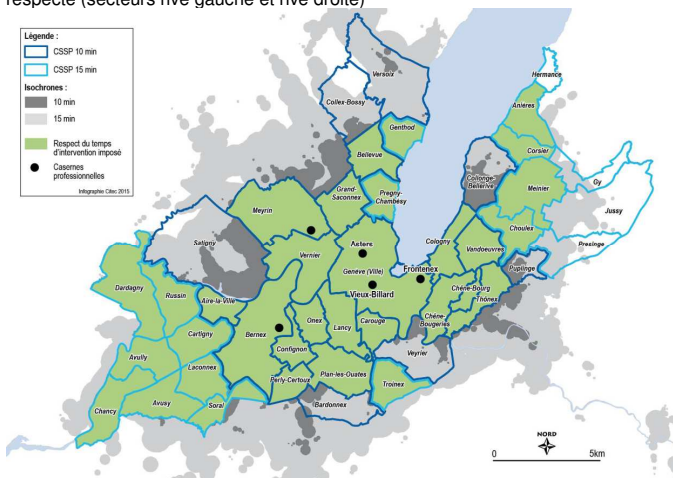 respecté (secteurs rive gauche et rive droite)
Légende :
CSSP 10 min
CSSP 15 min
Isochrones :
10 min
15 min
Respect du temps
d'intervention imposé
Casernes
professionnelles
Infographie Citec 2015
Versoix
Collex-Bossy
Hermance
Genthod
Anières
Bellevue
Corsier
Collonge-
Bellerive
Gy
Meinier
Grand-
Saconnex
Pregny-
Chambésy
Jussy
Meyrin
Choulex
Presinge
Satigny
Cologny
Vandoeuvres
Vernier
Asters
Genève (Ville)
Frontenex
Puplinge
Dardagny
Vieux-Billard
Chêne-Bourg
Thônex
Russin
Aire-la-Ville
Chêne-
Bougeries
Cartigny
Bernex
Onex
Lancy
Carouge
Confignon
Veyrier
Avully
Laconnex
Perly-Certoux
Plan-les-Ouates
Troinex
Chancy
Avusy
Soral
Bardonnex
NORD
0
5km